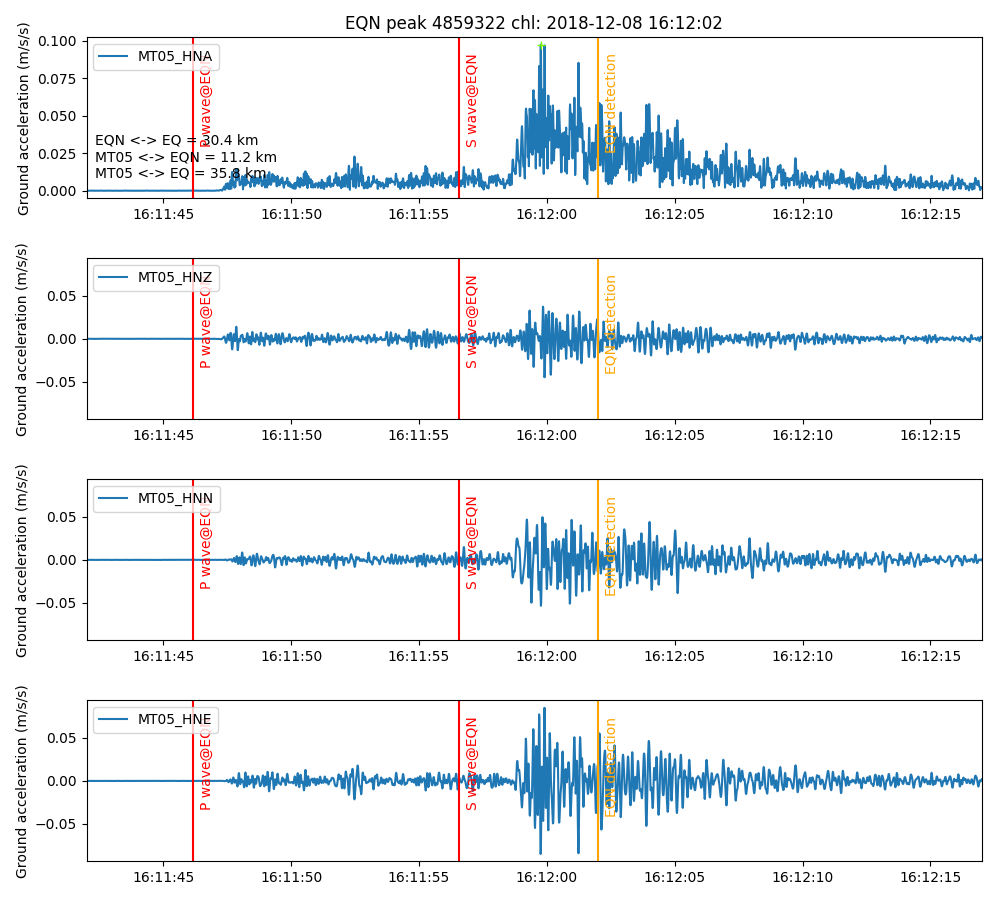 EQN peak 4859322 chl: 2018-12-08 16:12:02
Ground acceleration (m/s/s)
0.100
0.075
0.050
0.025
0.000
MT05_HNA
P wave@EQN
S wave@EQN
EQN detection
EQN <-> EQ = 30.4 km
MT05 <-> EQN = 11.2 km
MT05 <-> EQ = 35.3 km
16:11:45 16:11:50 16:11:55 16:12:00 16:12:05 16:12:10 16:12:15
Ground acceleration (m/s/s)
0.05
0.00
−0.05
MT05_HNZ
P wave@EQN
S wave@EQN
EQN detection
16:11:45 16:11:50 16:11:55 16:12:00 16:12:05 16:12:10 16:12:15
Ground acceleration (m/s/s)
0.05
0.00
−0.05
MT05_HNN
P wave@EQN
S wave@EQN
EQN detection
16:11:45 16:11:50 16:11:55 16:12:00 16:12:05 16:12:10 16:12:15
Ground acceleration (m/s/s)
0.05
0.00
−0.05
MT05_HNE
P wave@EQN
S wave@EQN
EQN detection
16:11:45 16:11:50 16:11:55 16:12:00 16:12:05 16:12:10 16:12:15